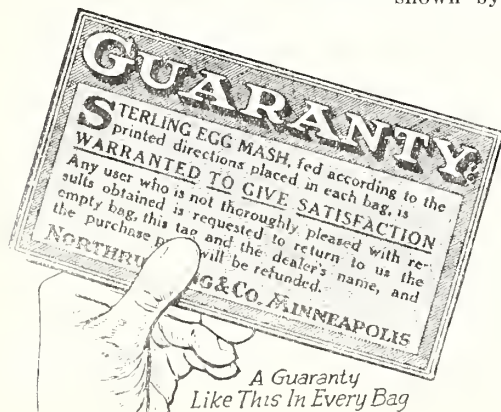 shown by
GUARANTY
STERLING EGG MASH, fed according to the
printed directions placed in each bag, is
WARRANTED TO GIVE SATISFACTION
Any user who is not thoroughly pleased with re-
sults obtained is requested to return to us the
empty bag, this tag and the dealer's name, and
the purchase will be refunded.
&CO. MINNEAPOLIS
A Guaranty
Like This In Every Bag